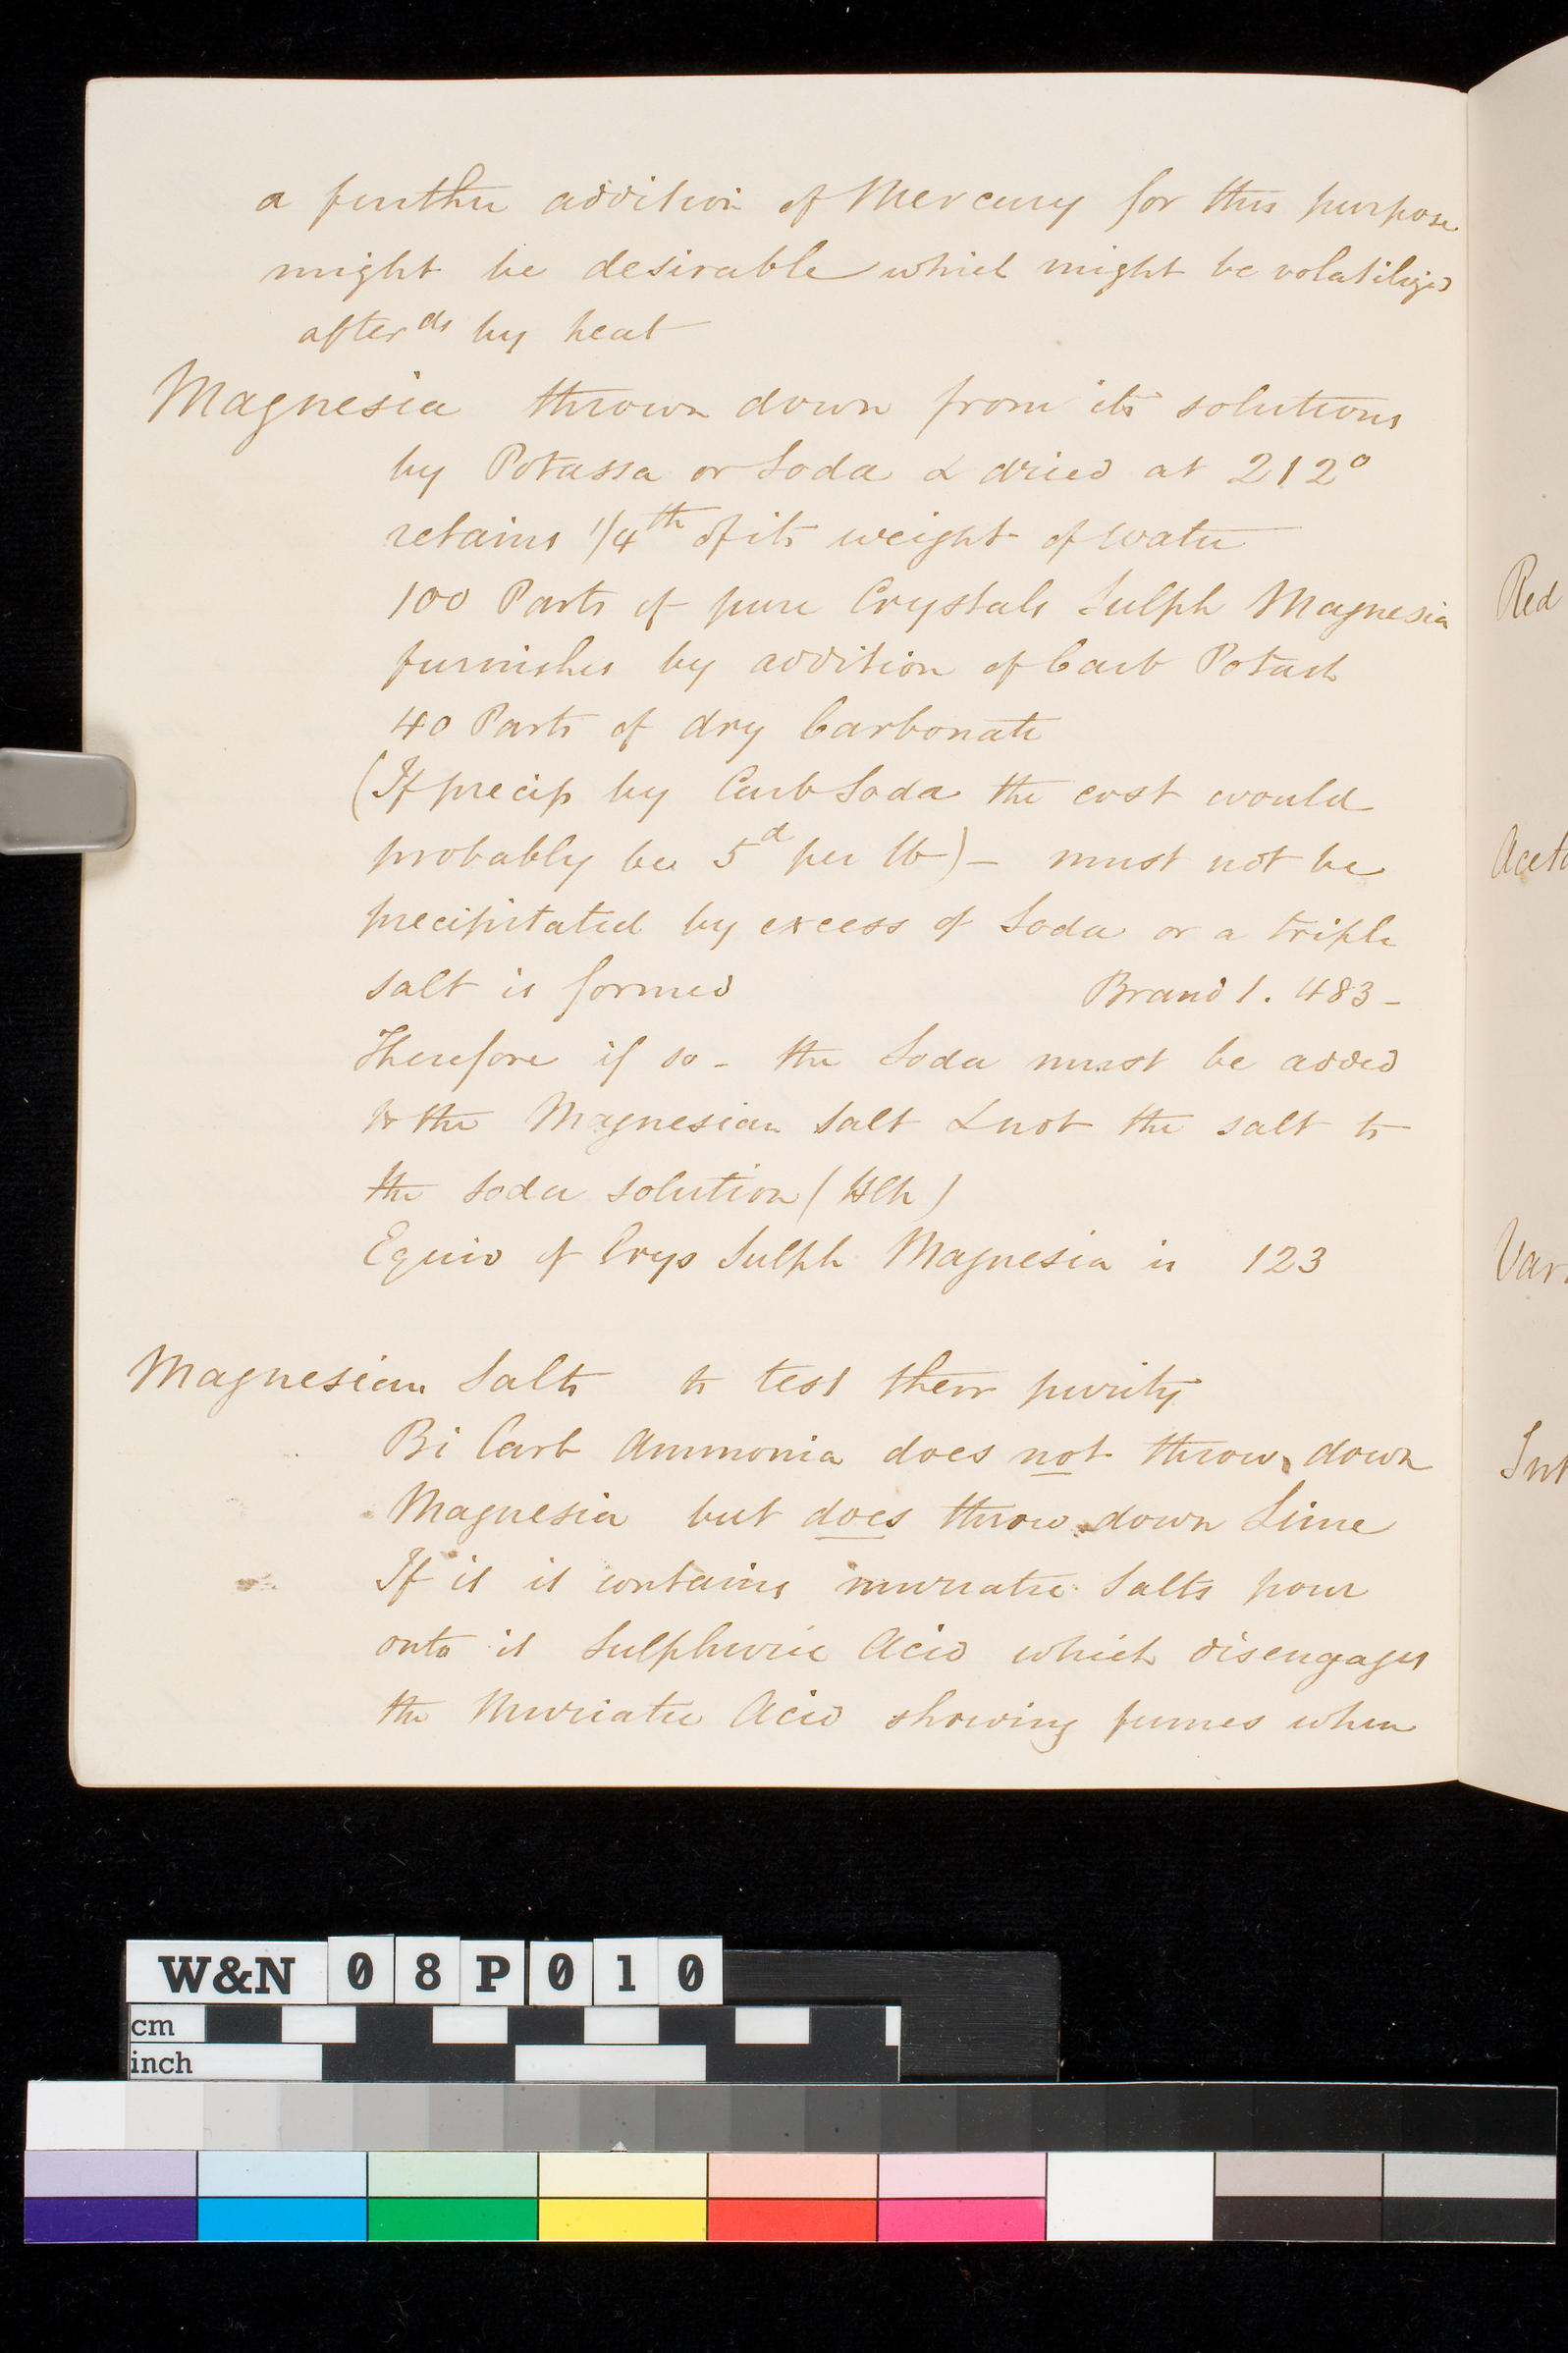 a further addition of Mercury for this purpose
might be desirable which might be volatilized
after ds by heat
Magnesia thrown down from its solutions
by Potassa or Soda & dried at 212°
retains 1/4th of its weight of water
100 Parts of pure Crystals Sulph Magnesia
furnishes by addition of Carb Potash
40 Parts of dry Carbonate
(If precip by Carb Soda the cost would
probably be 5d per lb) - must not be
precipitated by excess of Soda or a triple
salt is formed Brand 1. 483 -
Therefore if so - the Soda must be added
to the Magnesian salt & not the salt to
the soda solution
Equiv of Crys Sulph Magnesia is 123
Magnesian Salts to test their purity
Bi Carb Ammonia does not throw down
Magnesia but does throw down Lime
If it it contains muriatic Salts pour
onto it Sulphuric Acid which disengages
the Muriatic Acid showing fumes when
Red
Aceta
Var
Int
W&N 08P010
cm
inch